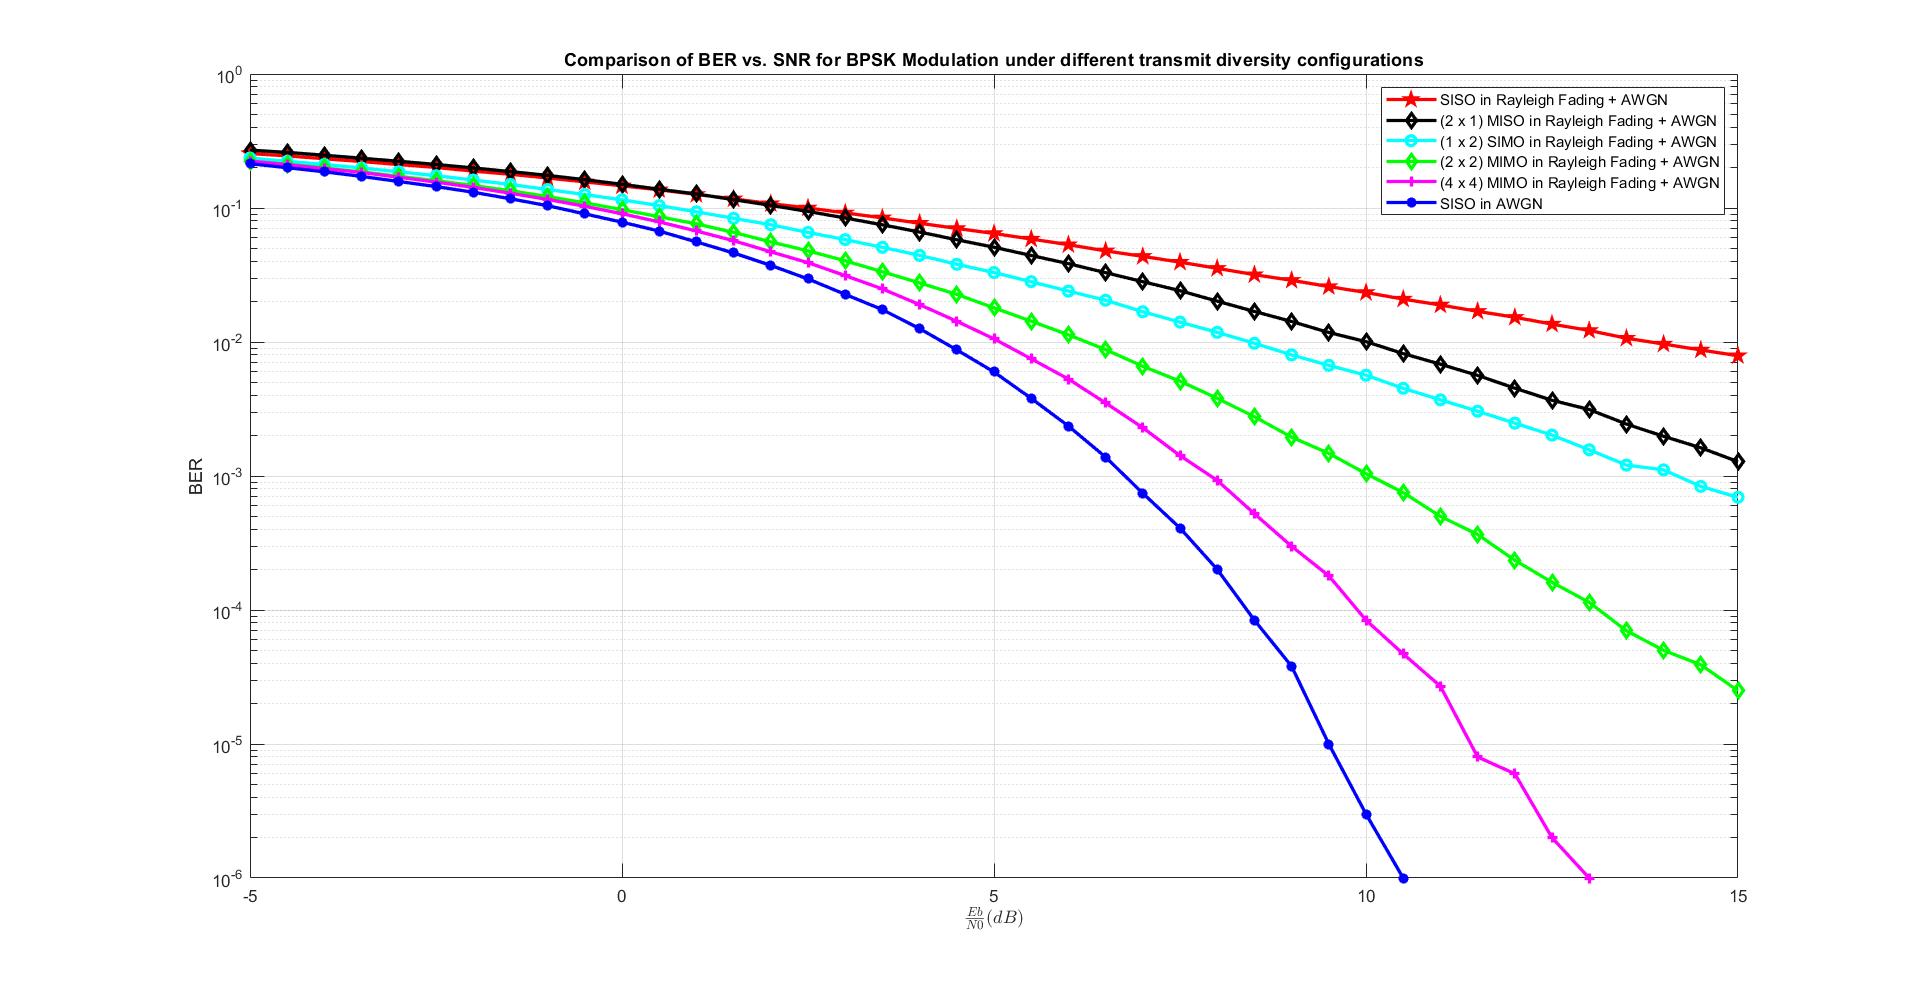 Comparison of BER vs. SNR for BPSK Modulation under different transmit diversity configurations
SISO in Rayleigh Fading + AWGN
(2 x 1) MISO in Rayleigh Fading + AWGN
(1 x 2) SIMO in Rayleigh Fading + AWGN
(2 x 2) MIMO in Rayleigh Fading + AWGN
(4 x 4) MIMO in Rayleigh Fading + AWGN
SISO in AWGN
BER
10^0
10^-1
10^-2
10^-3
10^-4
10^-5
10^-6
-5 0 5 10 15
Eb/N0 (dB)